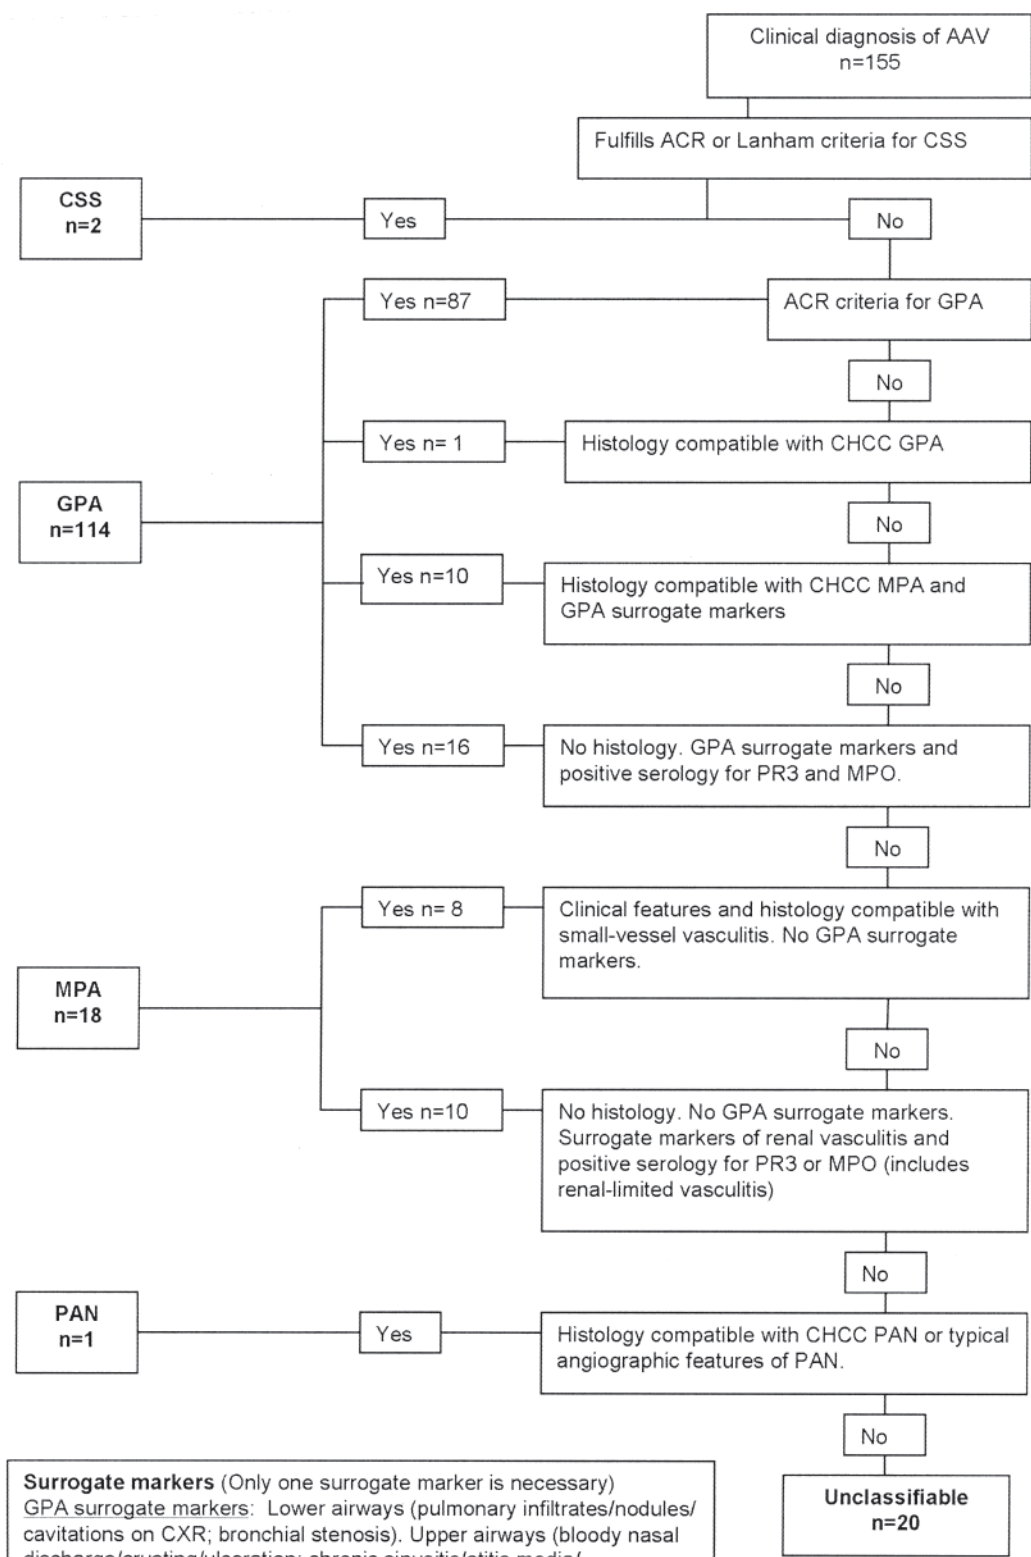 Clinical diagnosis of AAV
n=155
Fulfills ACR or Lanham criteria for CSS
CSS
n=2
Yes
No
Yes n=87
ACR criteria for GPA
No
Yes n= 1
Histology compatible with CHCC GPA
GPA
n=114
No
Yes n=10
Histology compatible with CHCC MPA and
GPA surrogate markers
No
Yes n=16
No histology. GPA surrogate markers and
positive serology for PR3 and MPO.
No
Yes n= 8
Clinical features and histology compatible with
small-vessel vasculitis. No GPA surrogate
markers.
MPA
n=18
No
Yes n=10
No histology. No GPA surrogate markers.
Surrogate markers of renal vasculitis and
positive serology for PR3 or MPO (includes
renal-limited vasculitis)
No
PAN
n=1
Yes
Histology compatible with CHCC PAN or typical
angiographic features of PAN.
No
Unclassifiable
n=20
Surrogate markers (Only one surrogate marker is necessary)
GPA surrogate markers: Lower airways (pulmonary infiltrates/nodules/
cavitations on CXR; bronchial stenosis). Upper airways (bloody nasal
discharge/crusting/ulceration; chronic sinusitis/otitis media/